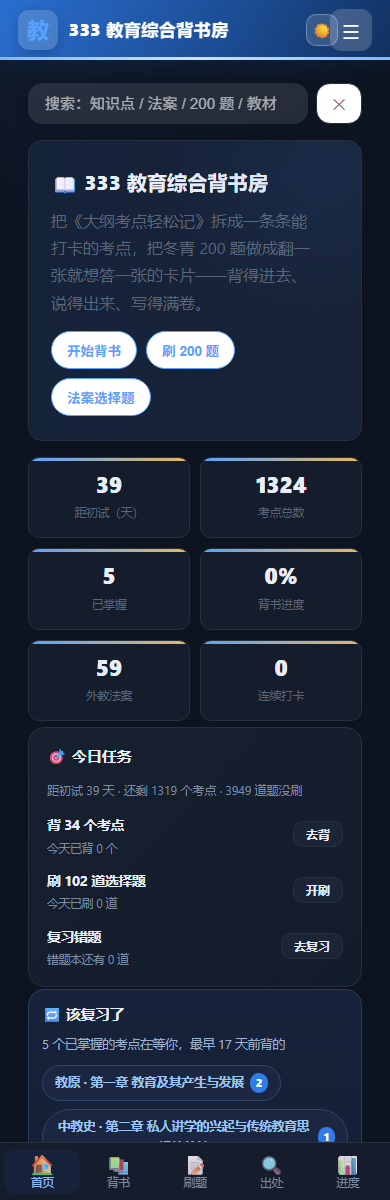 教 333 教育综合背书房
搜索：知识点 / 法案 / 200 题 / 教材
333 教育综合背书房
把《大纲考点轻松记》拆成一条条能
打卡的考点，把冬青 200 题做成翻一
张就想答一张的卡片——背得进去、
说得出来、写得满卷。
开始背书 刷 200 题
法案选择题
39 1324
距初试（天） 考点总数
5 0%
已掌握 背书进度
59 0
外教法案 连续打卡
今日任务
距初试 39 天 · 还剩 1319 个考点 · 3949 道题没刷
背 34 个考点
今天已背 0 个
去背
刷 102 道选择题
今天已刷 0 道
开刷
复习错题
错题本还有 0 道
去复习
该复习了
5 个已掌握的考点在等你，最早 17 天前背的
教原 · 第一章 教育及其产生与发展 2
中教史 · 第二章 私人讲学的兴起与传统教育思
1
首页 背书 刷题 出处 进度